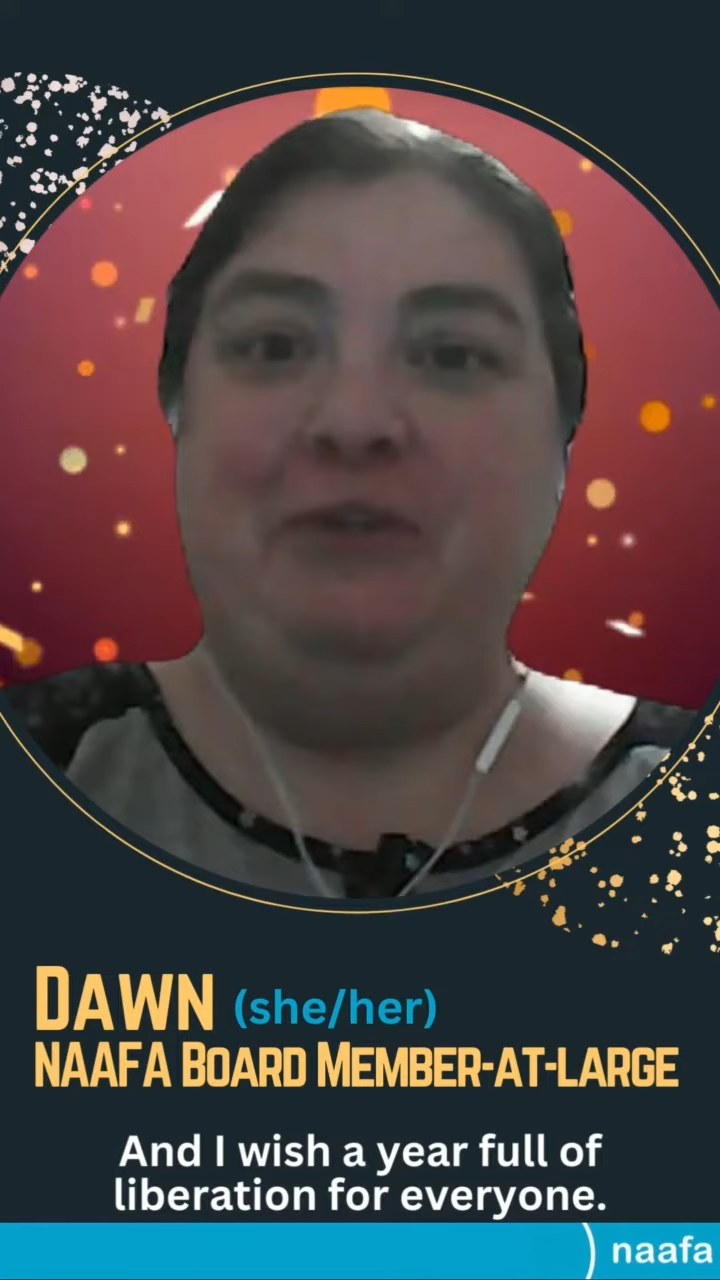 DAWN (she/her)
NAAFA BOARD MEMBER-AT-LARGE
And I wish a year full of
liberation for everyone.
naafa